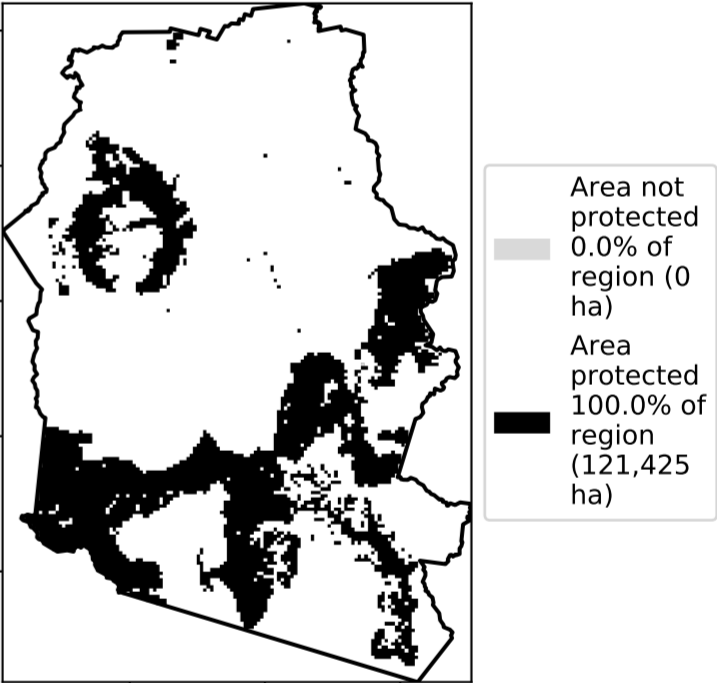 Area not
protected
0.0% of
region (0
ha)
Area
protected
100.0% of
region
(121,425
ha)